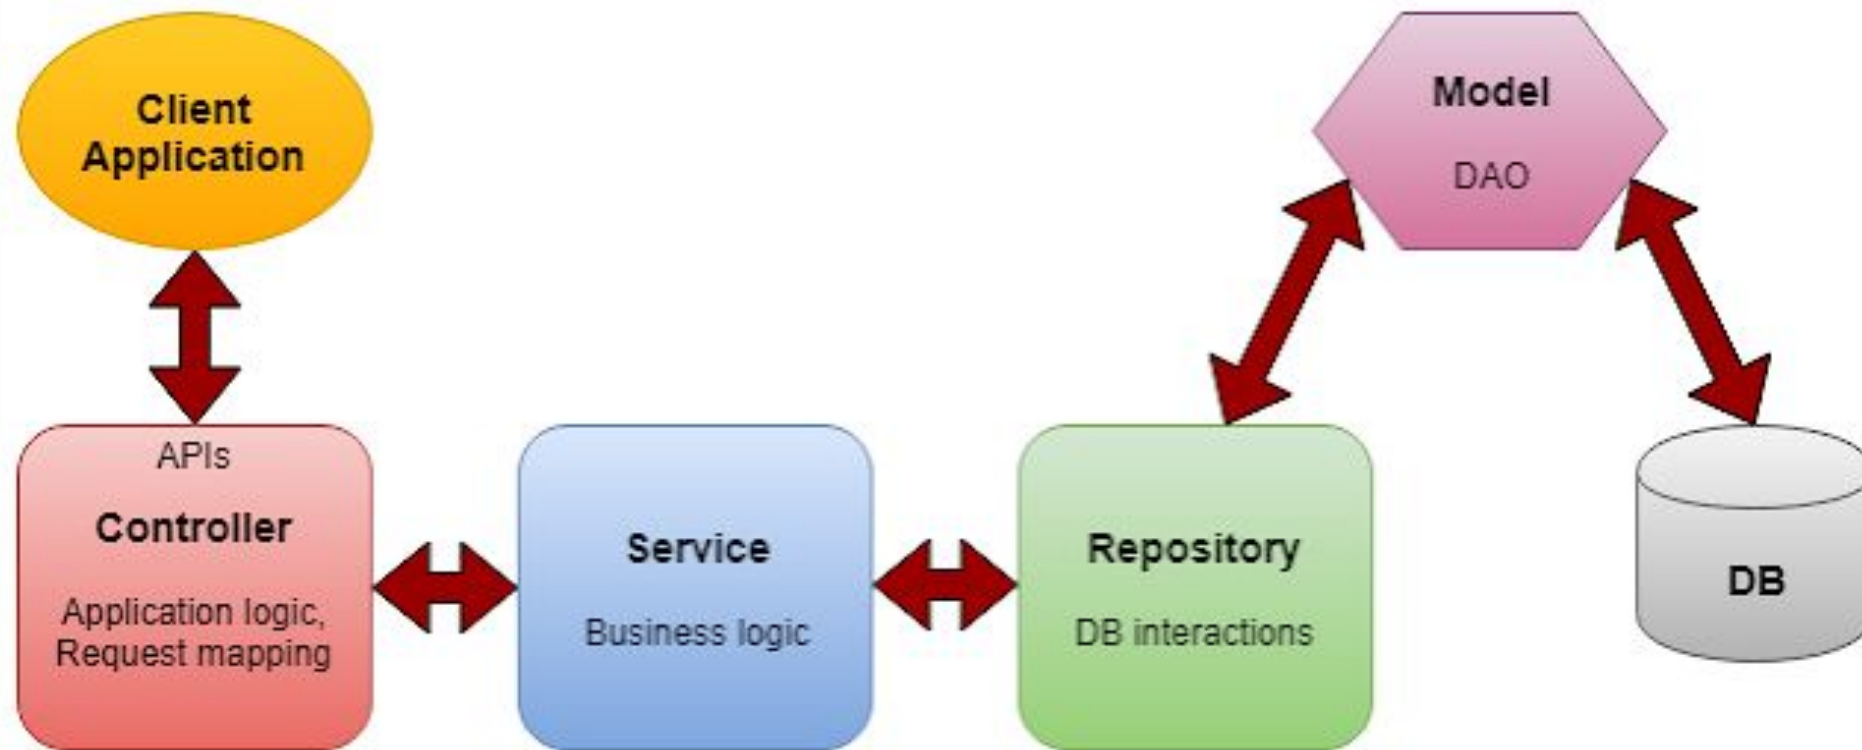 Client
Application
Model
DAO
APIs
Controller
Application logic,
Request mapping
Service
Business logic
Repository
DB interactions
DB